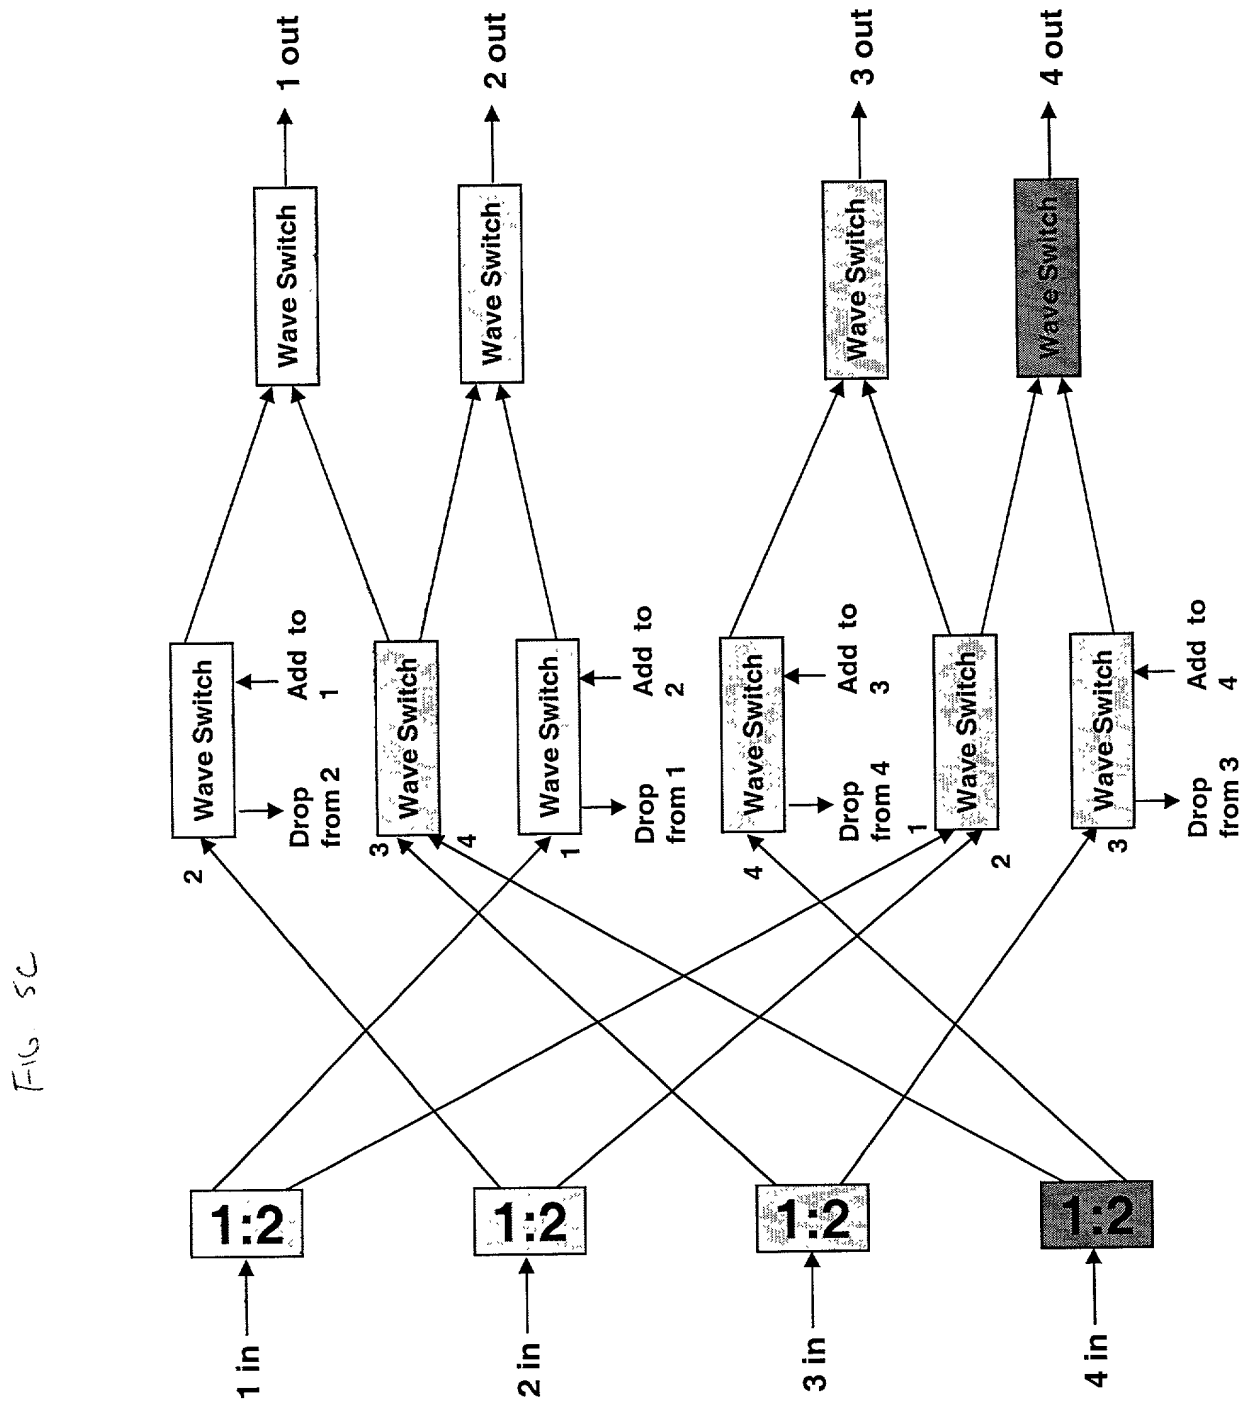 FIG. 5C
1 in
1:2
2 in
1:2
3 in
1:2
4 in
1:2
2
Wave Switch
Drop
from 2
Add to
1
3
4
Wave Switch
1
Wave Switch
Drop
from 1
Add to
2
4
Wave Switch
Drop
from 4
Add to
3
1
2
Wave Switch
3
Wave Switch
Drop
from 3
Add to
4
Wave Switch
1 out
Wave Switch
2 out
Wave Switch
3 out
Wave Switch
4 out